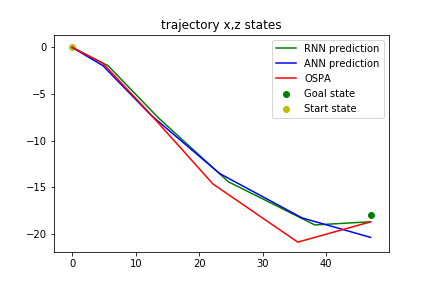 trajectory x,z states
RNN prediction
ANN prediction
OSPA
Goal state
Start state
0
−5
−10
−15
−20
0 10 20 30 40